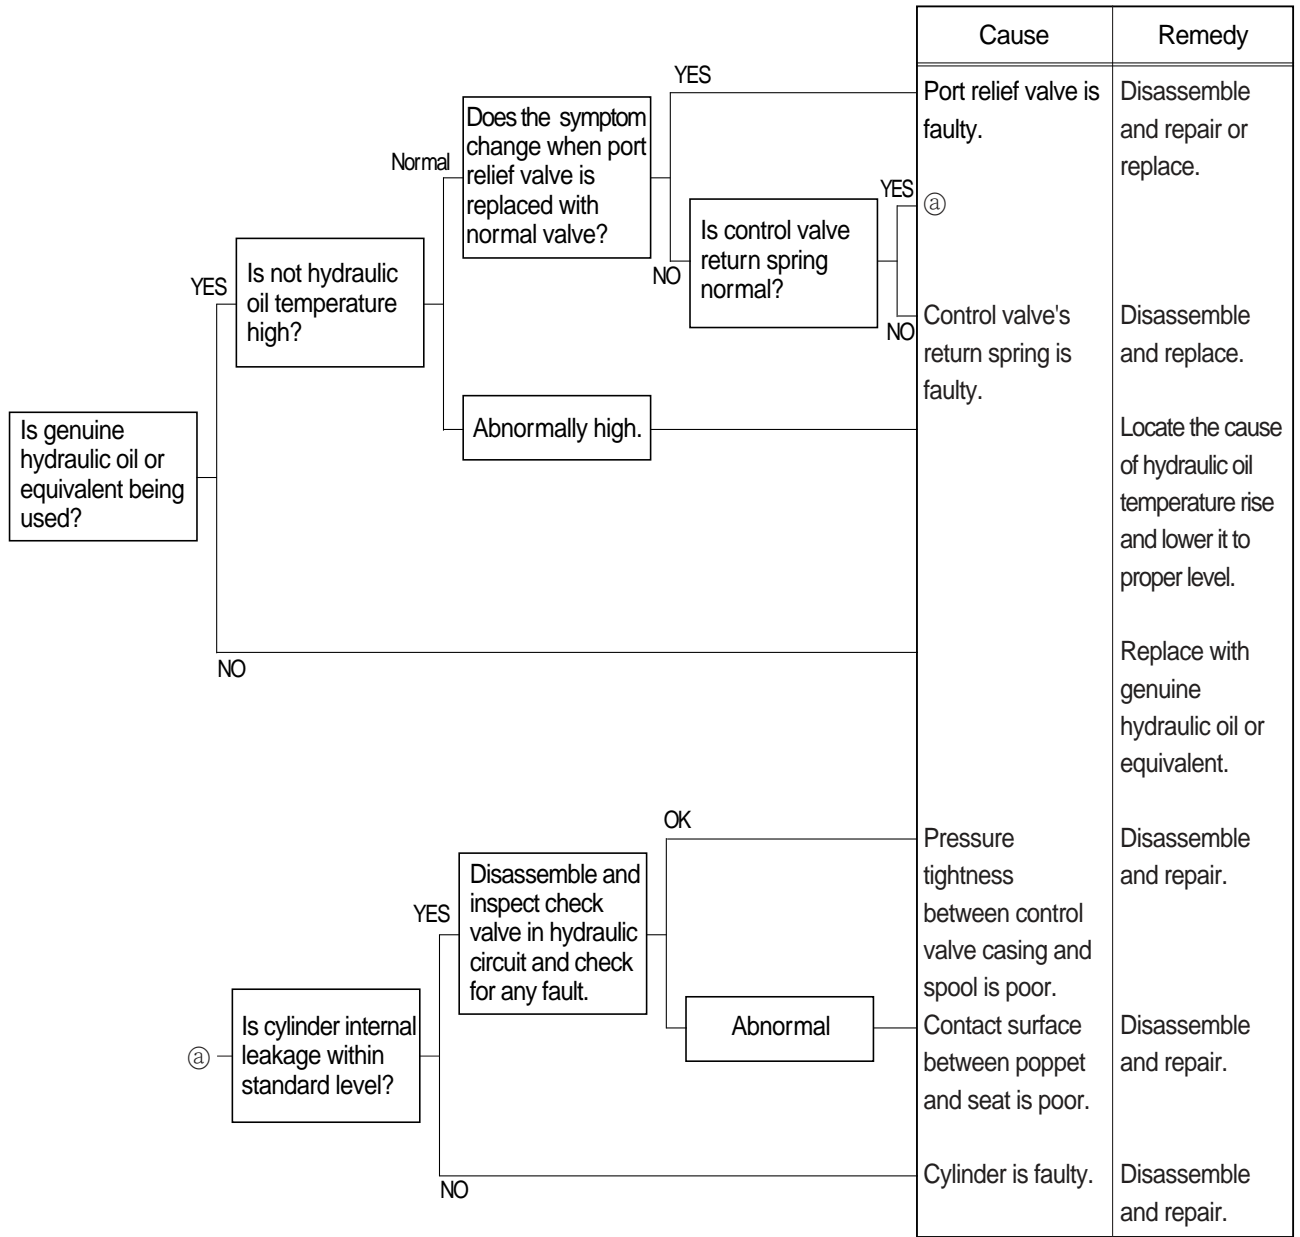 Cause
Remedy
YES
Port relief valve is
faulty.
Disassemble
and repair or
replace.
Does the symptom
change when port
relief valve is
replaced with
normal valve?
Normal
YES
ⓐ
Is control valve
return spring
normal?
NO
YES
Is not hydraulic
oil temperature
high?
NO
Control valve's
return spring is
faulty.
Disassemble
and replace.
Abnormally high.
Locate the cause
of hydraulic oil
temperature rise
and lower it to
proper level.
Is genuine
hydraulic oil or
equivalent being
used?
NO
Replace with
genuine
hydraulic oil or
equivalent.
OK
Pressure
tightness
between control
valve casing and
spool is poor.
Disassemble
and repair.
Disassemble and
inspect check
valve in hydraulic
circuit and check
for any fault.
YES
Abnormal
Contact surface
between poppet
and seat is poor.
Disassemble
and repair.
ⓐ
Is cylinder internal
leakage within
standard level?
NO
Cylinder is faulty.
Disassemble
and repair.